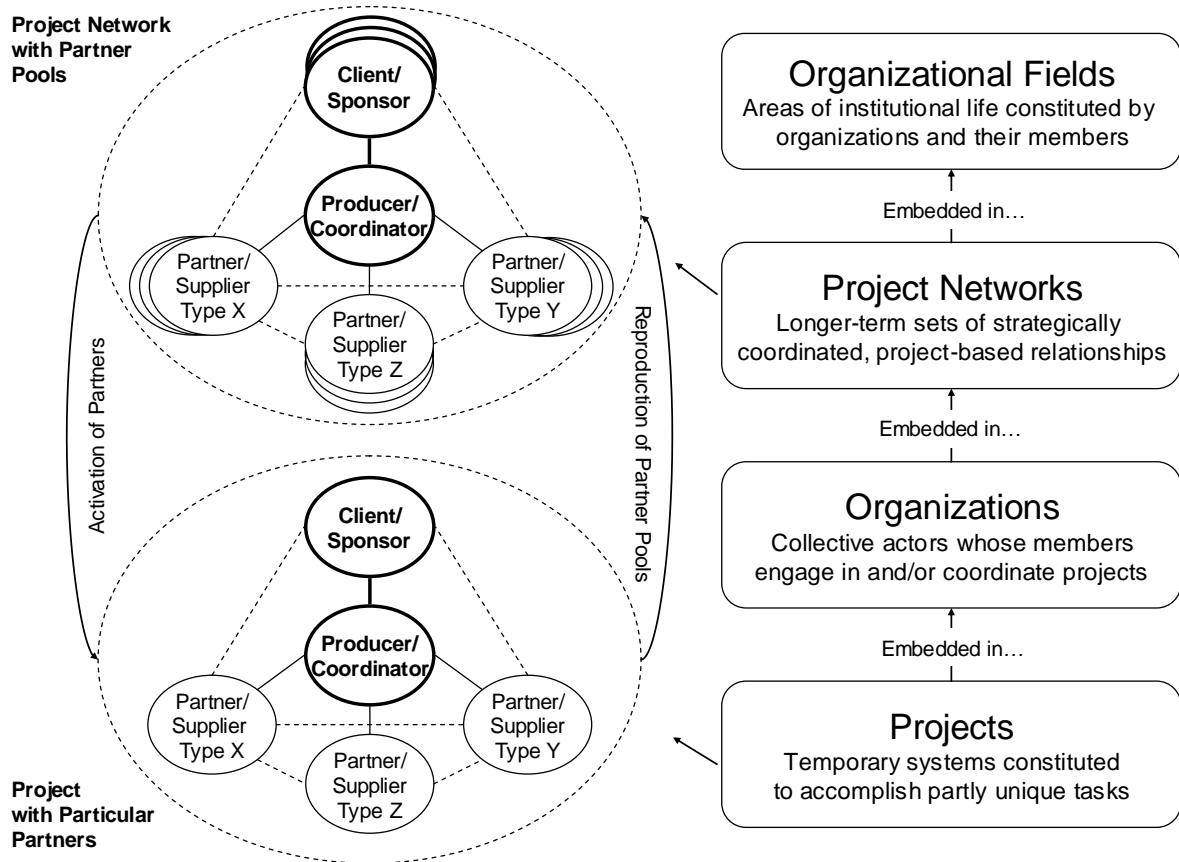 Project Network
with Partner
Pools
Client/
Sponsor
Producer/
Coordinator
Partner/
Supplier
Type X
Partner/
Supplier
Type Y
Partner/
Supplier
Type Z
Activation of Partners
Reproduction of Partner Pools
Client/
Sponsor
Producer/
Coordinator
Partner/
Supplier
Type X
Partner/
Supplier
Type Y
Partner/
Supplier
Type Z
Project
with Particular
Partners
Organizational Fields
Areas of institutional life constituted by
organizations and their members
Embedded in…
Project Networks
Longer-term sets of strategically
coordinated, project-based relationships
Embedded in…
Organizations
Collective actors whose members
engage in and/or coordinate projects
Embedded in…
Projects
Temporary systems constituted
to accomplish partly unique tasks